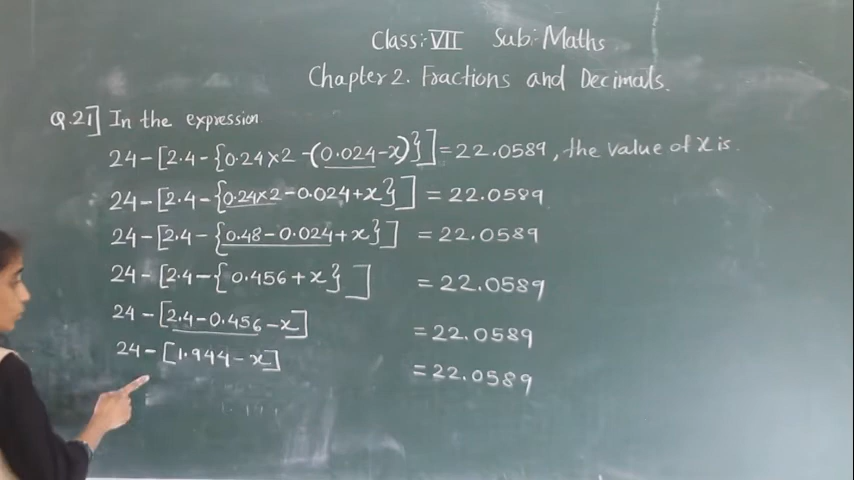 Class:-VII Sub:-Maths.
Chapter 2. Fractions and Decimals.
Q.21] In the expression
24-[2.4-{0.24×2-(0.024-x)}]=22.0589, the value of x is.
24-[2.4-{0.24×2-0.024+x}] = 22.0589
24-[2.4-{0.48-0.024+x}] = 22.0589
24-[2.4-{0.456+x}] = 22.0589
24-[2.4-0.456-x] = 22.0589
24-[1.944-x] = 22.0589